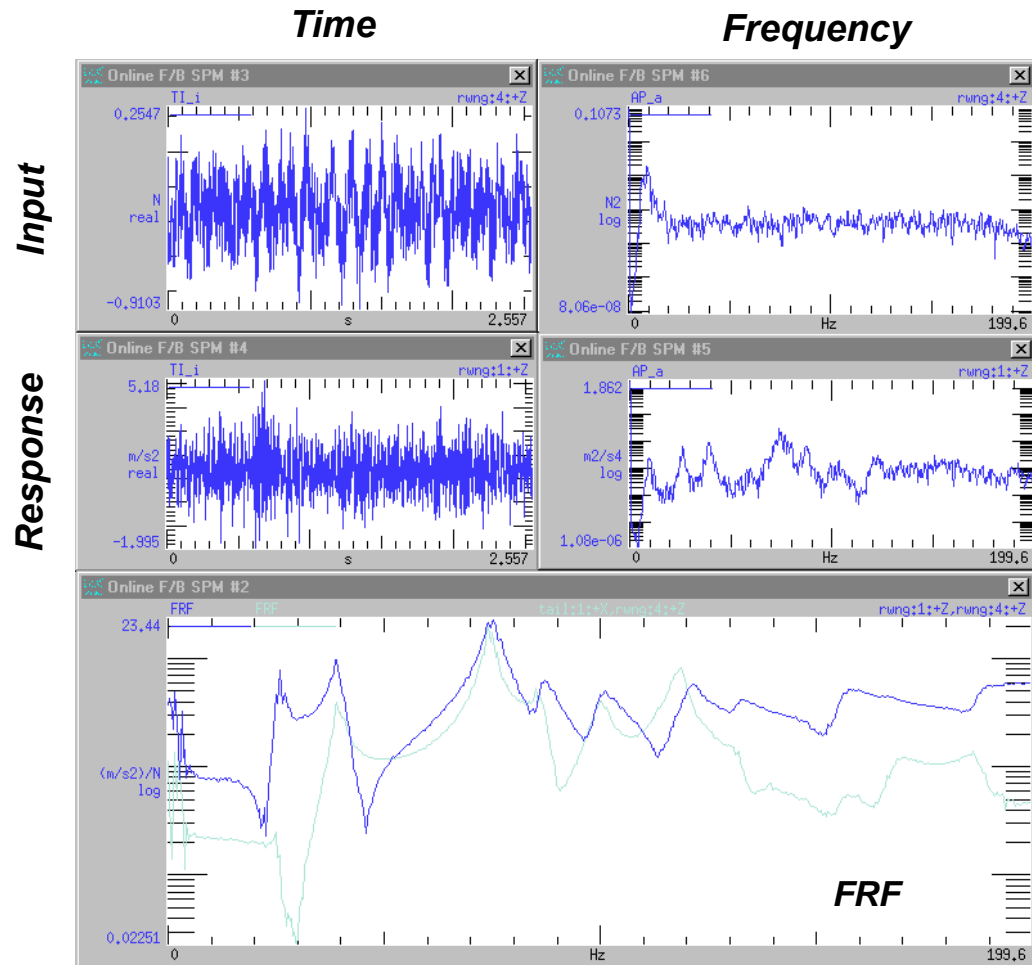 Time
Frequency
Input
Response
Online F/B SPM #3
TI_i
rwng:4:+Z
0.2547
N
real
-0.9103
0
s
2.557
Online F/B SPM #6
AP_a
rwng:4:+Z
0.1073
N2
log
8.06e-08
0
Hz
199.6
Online F/B SPM #4
TI_i
rwng:1:+Z
5.18
m/s2
real
-1.995
0
s
2.557
Online F/B SPM #5
AP_a
rwng:1:+Z
1.862
m2/s4
log
1.08e-06
0
Hz
199.6
Online F/B SPM #2
FRF
FRF
tail:1:+X,rwng:4:+Z
rwng:1:+Z,rwng:4:+Z
23.44
(m/s2)/N
log
0.02251
0
Hz
199.6
FRF